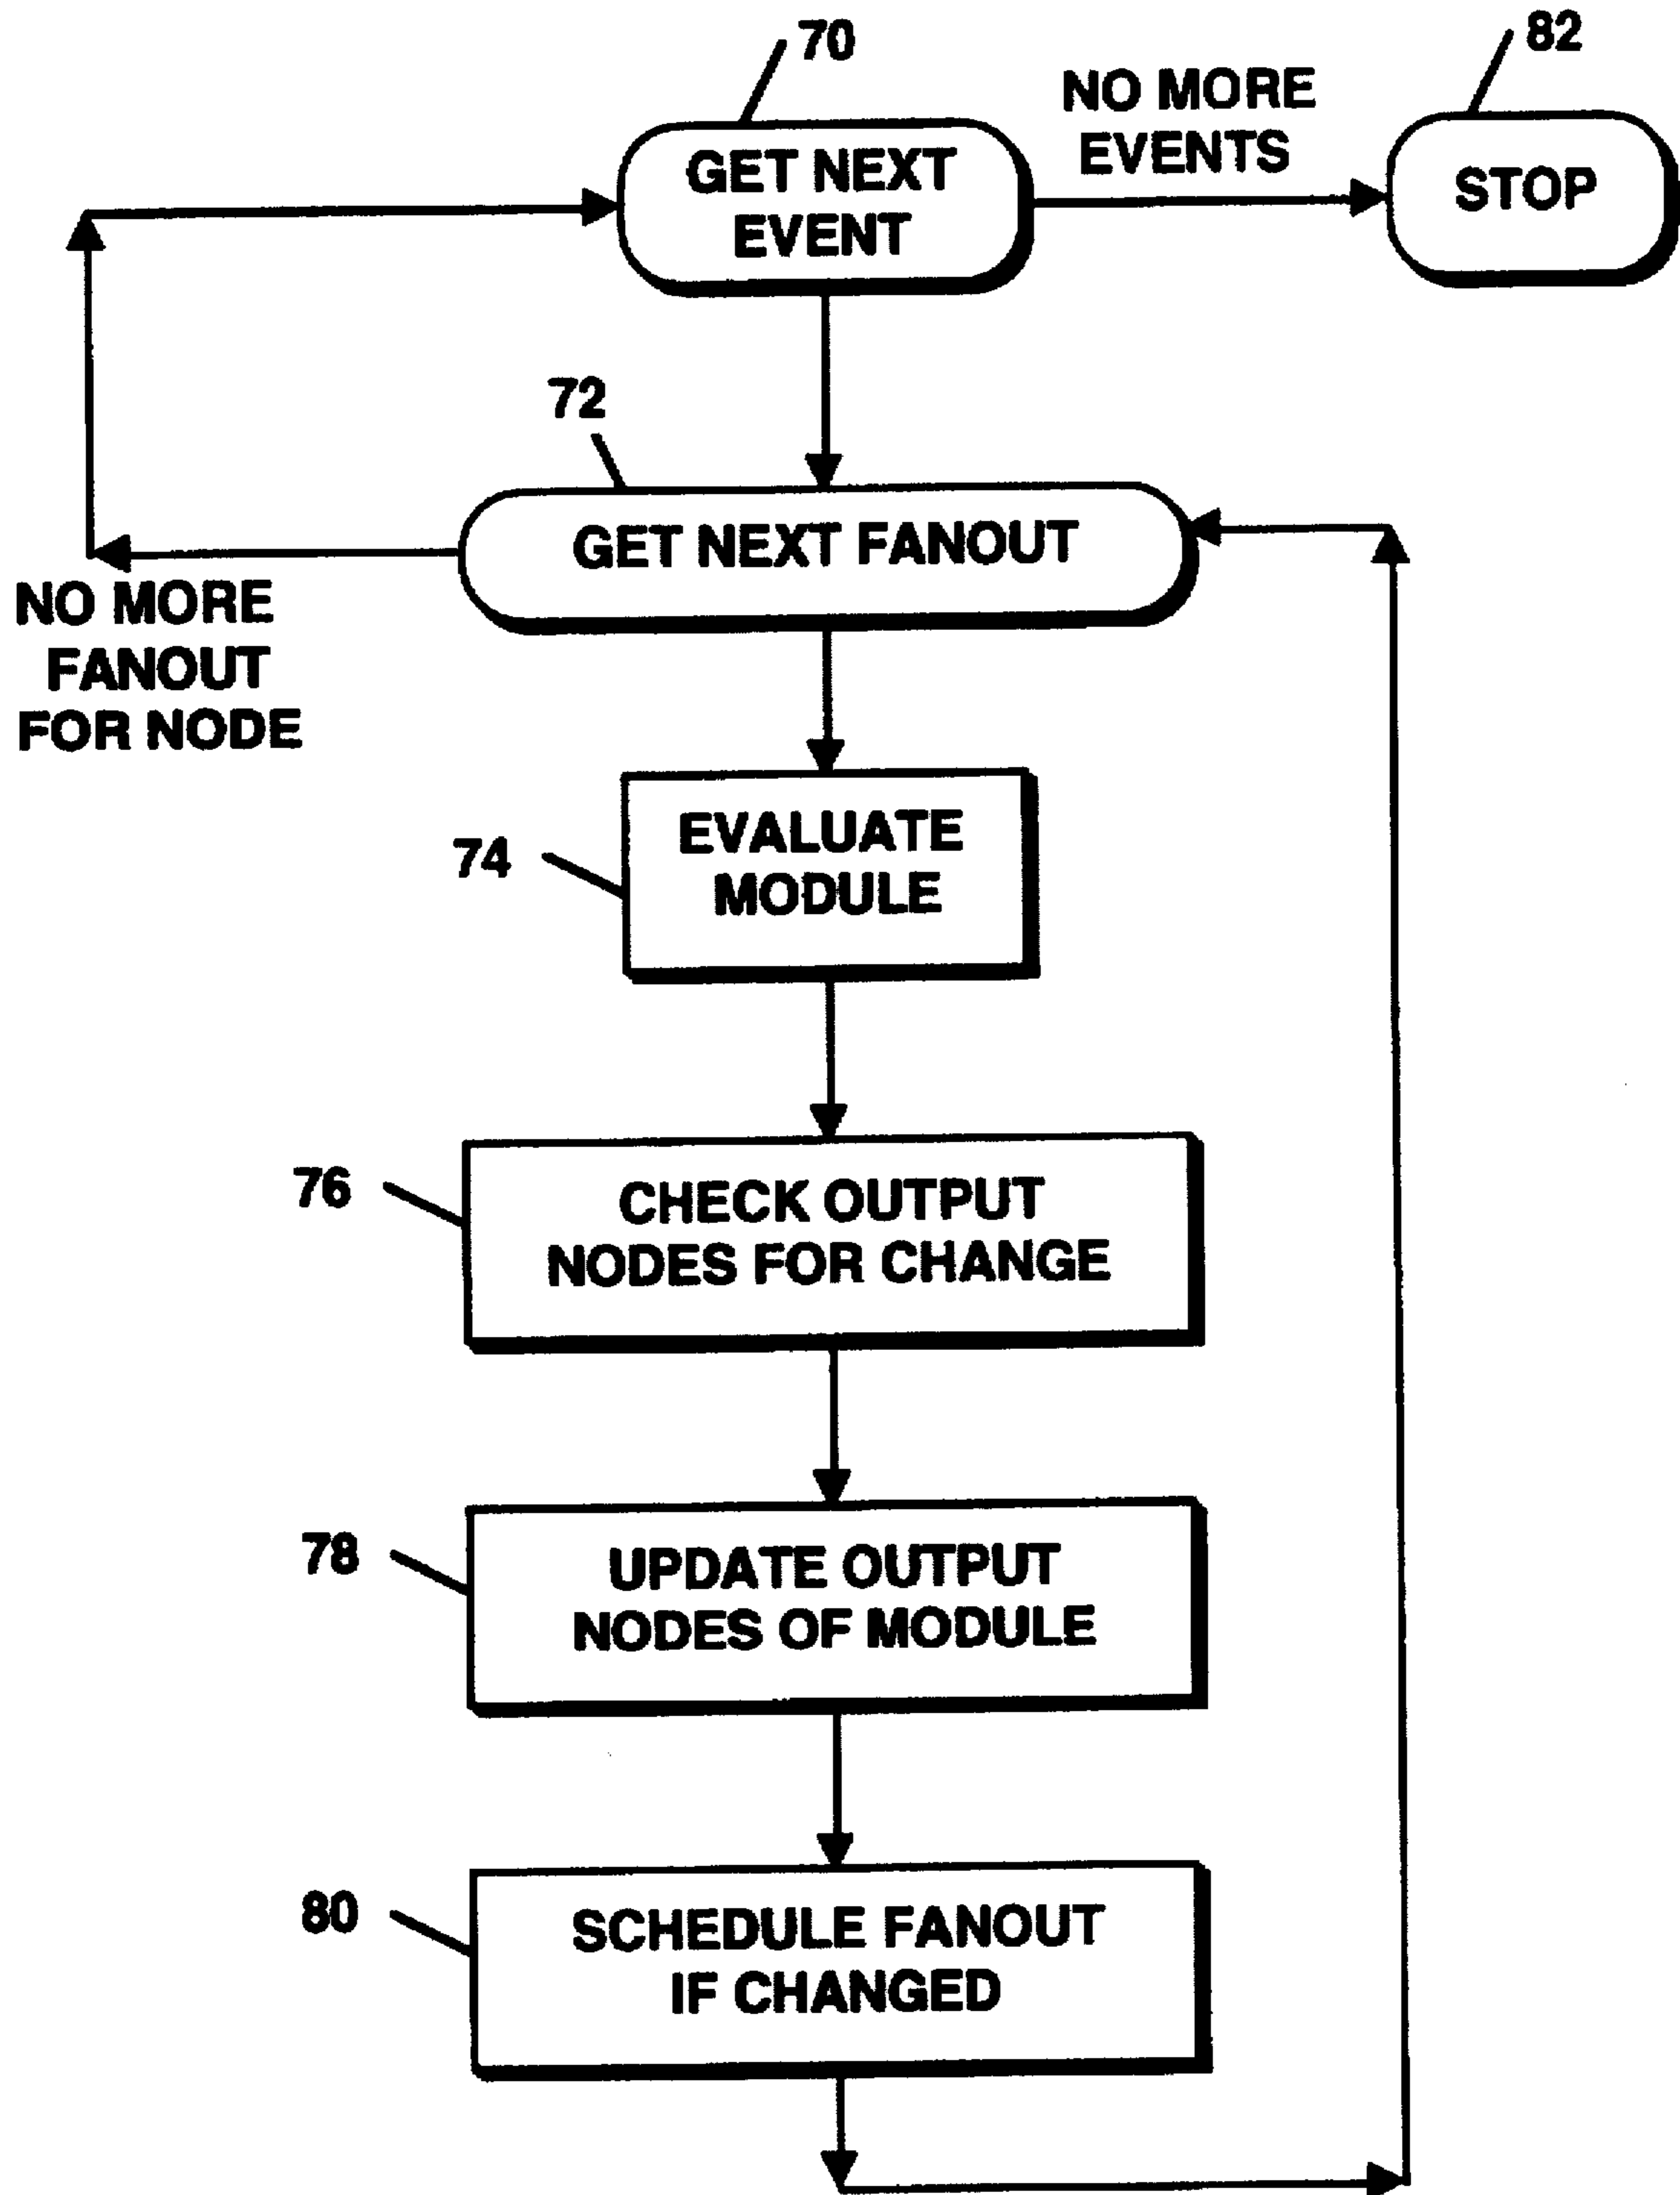 70
82
NO MORE
EVENTS
GET NEXT
EVENT
STOP
72
GET NEXT FANOUT
NO MORE
FANOUT
FOR NODE
74
EVALUATE
MODULE
76
CHECK OUTPUT
NODES FOR CHANGE
78
UPDATE OUTPUT
NODES OF MODULE
80
SCHEDULE FANOUT
IF CHANGED